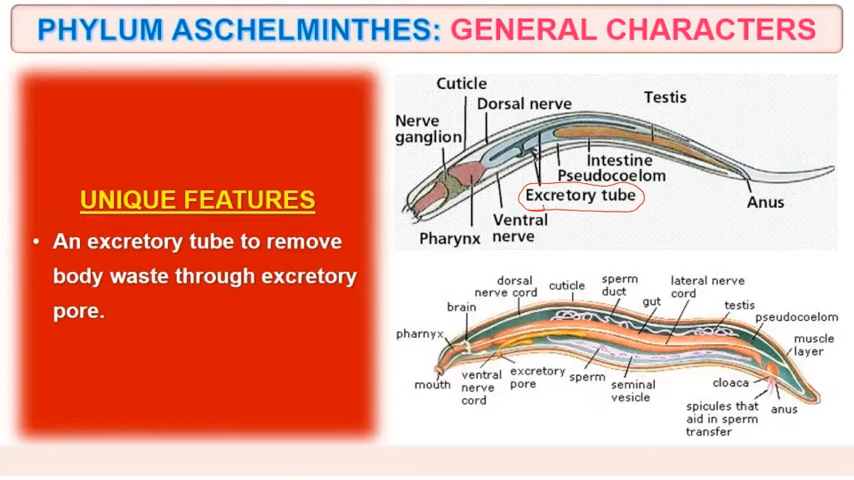 PHYLUM ASCHELMINTHES: GENERAL CHARACTERS
UNIQUE FEATURES
• An excretory tube to remove
body waste through excretory
pore.
Cuticle
Dorsal nerve
Testis
Nerve
ganglion
Intestine
Pseudocoelom
Excretory tube
Anus
Ventral
nerve
Pharynx
dorsal
nerve cord
cuticle
sperm
duct
lateral nerve
cord
gut
testis
brain
pseudocoelom
pharnyx
muscle
layer
mouth
ventral
nerve
cord
excretory
pore
sperm
seminal
vesicle
cloaca
spicules that
aid in sperm
transfer
anus